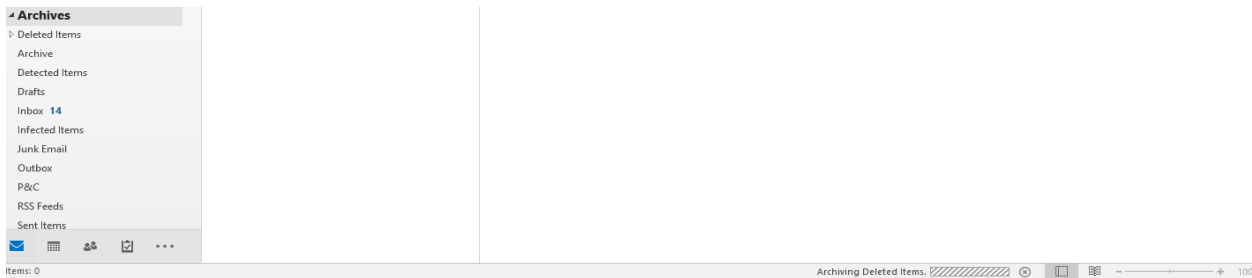 Archives
Deleted Items
Archive
Detected Items
Drafts
Inbox 14
Infected Items
Junk Email
Outbox
P&C
RSS Feeds
Sent Items
Items: 0
Archiving Deleted Items.
100